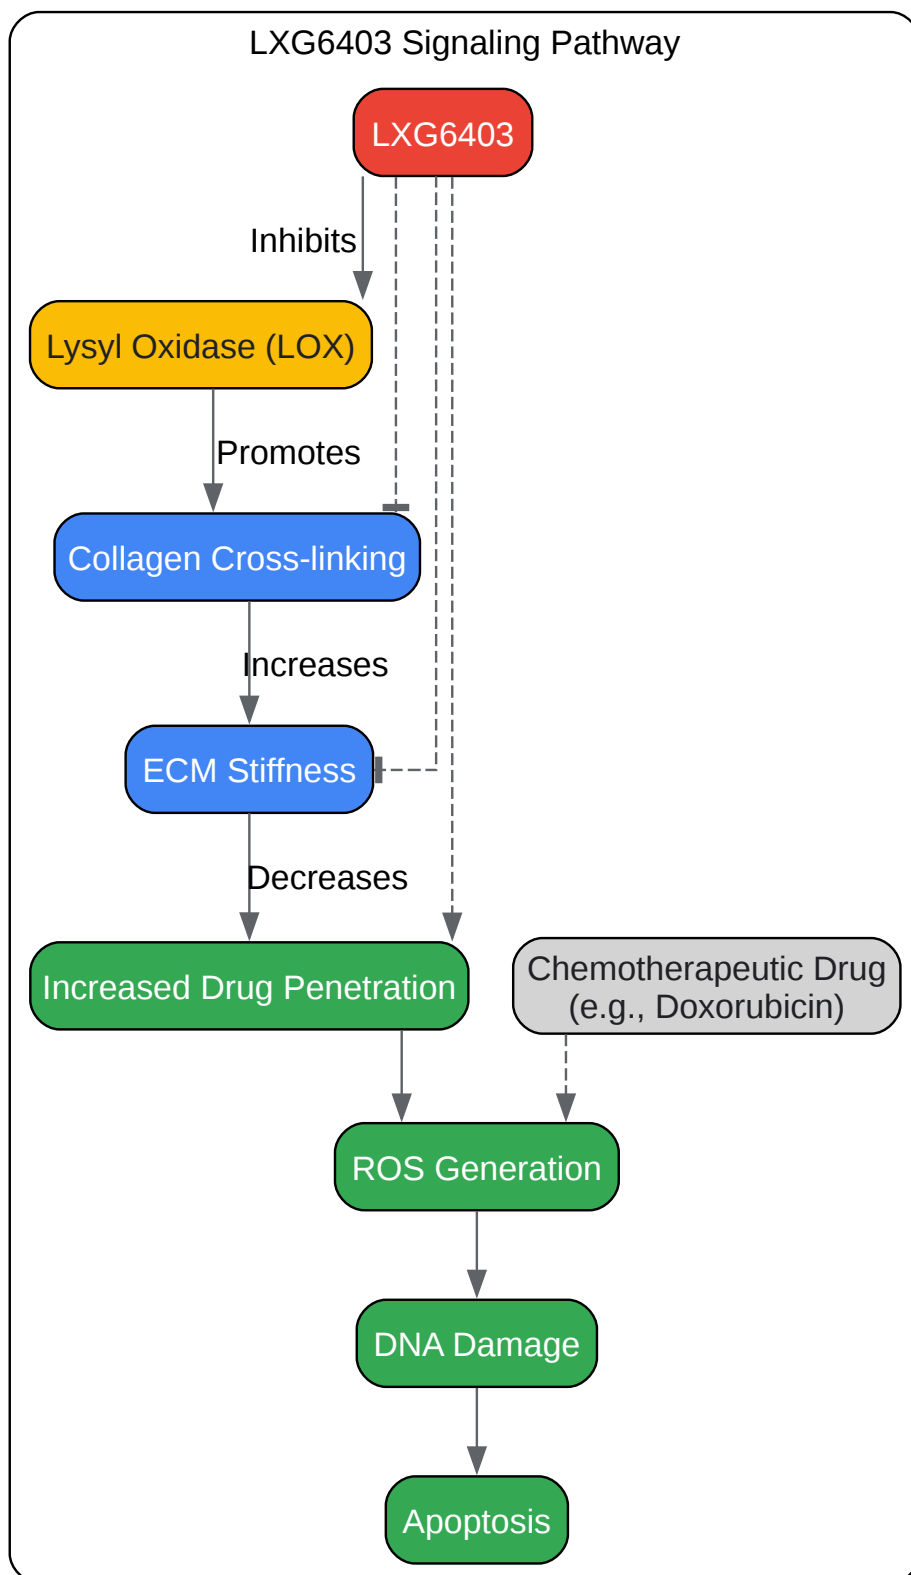 LXG6403 Signaling Pathway
LXG6403
Inhibits
Lysyl Oxidase (LOX)
Promotes
Collagen Cross-linking
Increases
ECM Stiffness
Decreases
Increased Drug Penetration
Chemotherapeutic Drug
(e.g., Doxorubicin)
ROS Generation
DNA Damage
Apoptosis